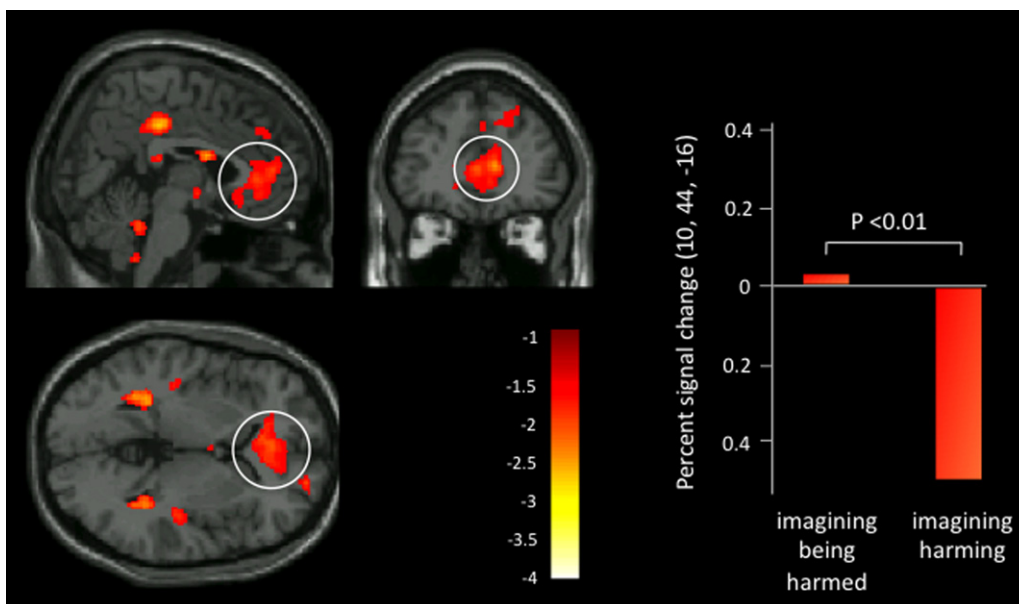 -1
-1.5
-2
-2.5
-3
-3.5
-4
Percent signal change (10, 44, -16)
0.4
0.2
0
0.2
0.4
P <0.01
imagining
being
harmed
imagining
harming